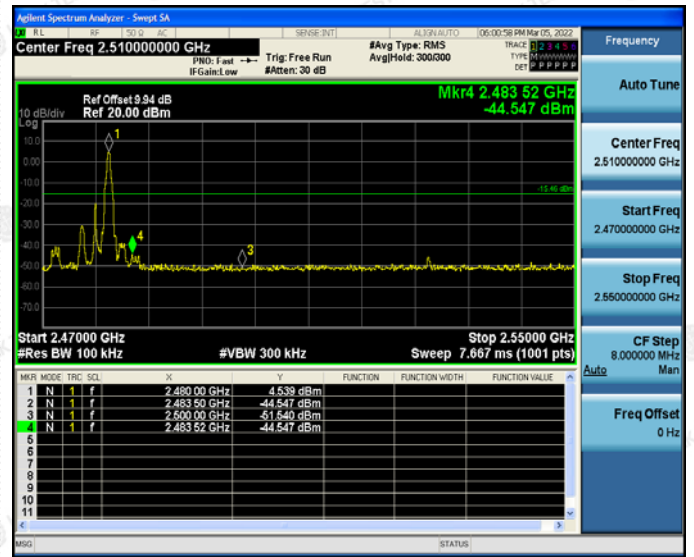 Agilent Spectrum Analyzer - Swept SA
RL RF 50 Ω AC SENSE:INT ALIGN AUTO 06:00:58 PM Mar 05, 2022
Center Freq 2.510000000 GHz
PNO: Fast
IFGain:Low
Trig: Free Run
#Atten: 30 dB
#Avg Type: RMS
Avg|Hold: 300/300
TRACE 1 2 3 4 5 6
TYPE M
DET P P P P P P
Mkr4 2.483 52 GHz
-44.547 dBm
Ref Offset 9.94 dB
10 dB/div Ref 20.00 dBm
Log
10.0
0.00
-10.0
-20.0
-30.0
-40.0
-50.0
-60.0
-70.0
1
4
3
-15.46 dBm
Start 2.47000 GHz Stop 2.55000 GHz
#Res BW 100 kHz #VBW 300 kHz Sweep 7.667 ms (1001 pts)
MKR MODE TRC SCL X Y FUNCTION FUNCTION WIDTH FUNCTION VALUE
1 N 1 f 2.480 00 GHz 4.539 dBm
2 N 1 f 2.483 50 GHz -44.547 dBm
3 N 1 f 2.500 00 GHz -51.540 dBm
4 N 1 f 2.483 52 GHz -44.547 dBm
5
6
7
8
9
10
11
MSG STATUS
Frequency
Auto Tune
Center Freq
2.510000000 GHz
Start Freq
2.470000000 GHz
Stop Freq
2.550000000 GHz
CF Step
8.000000 MHz
Auto Man
Freq Offset
0 Hz